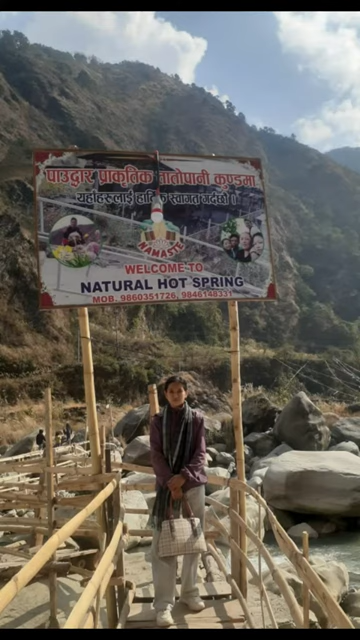 पाउदार प्राकृतिक तातोपानी कुण्डमा
यहाँहरुलाई हार्दिक स्वागत गर्दछौं ।
NAMASTE
WELCOME TO
NATURAL HOT SPRING
MOB. 9860351726, 9846148331